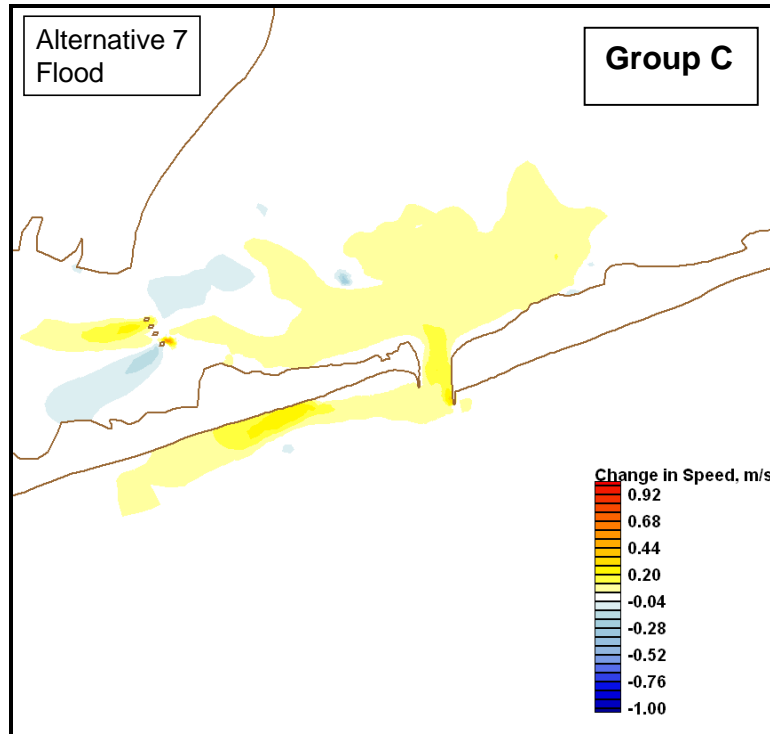 Alternative 7
Flood
Group C
Change in Speed, m/s
0.92
0.68
0.44
0.20
-0.04
-0.28
-0.52
-0.76
-1.00